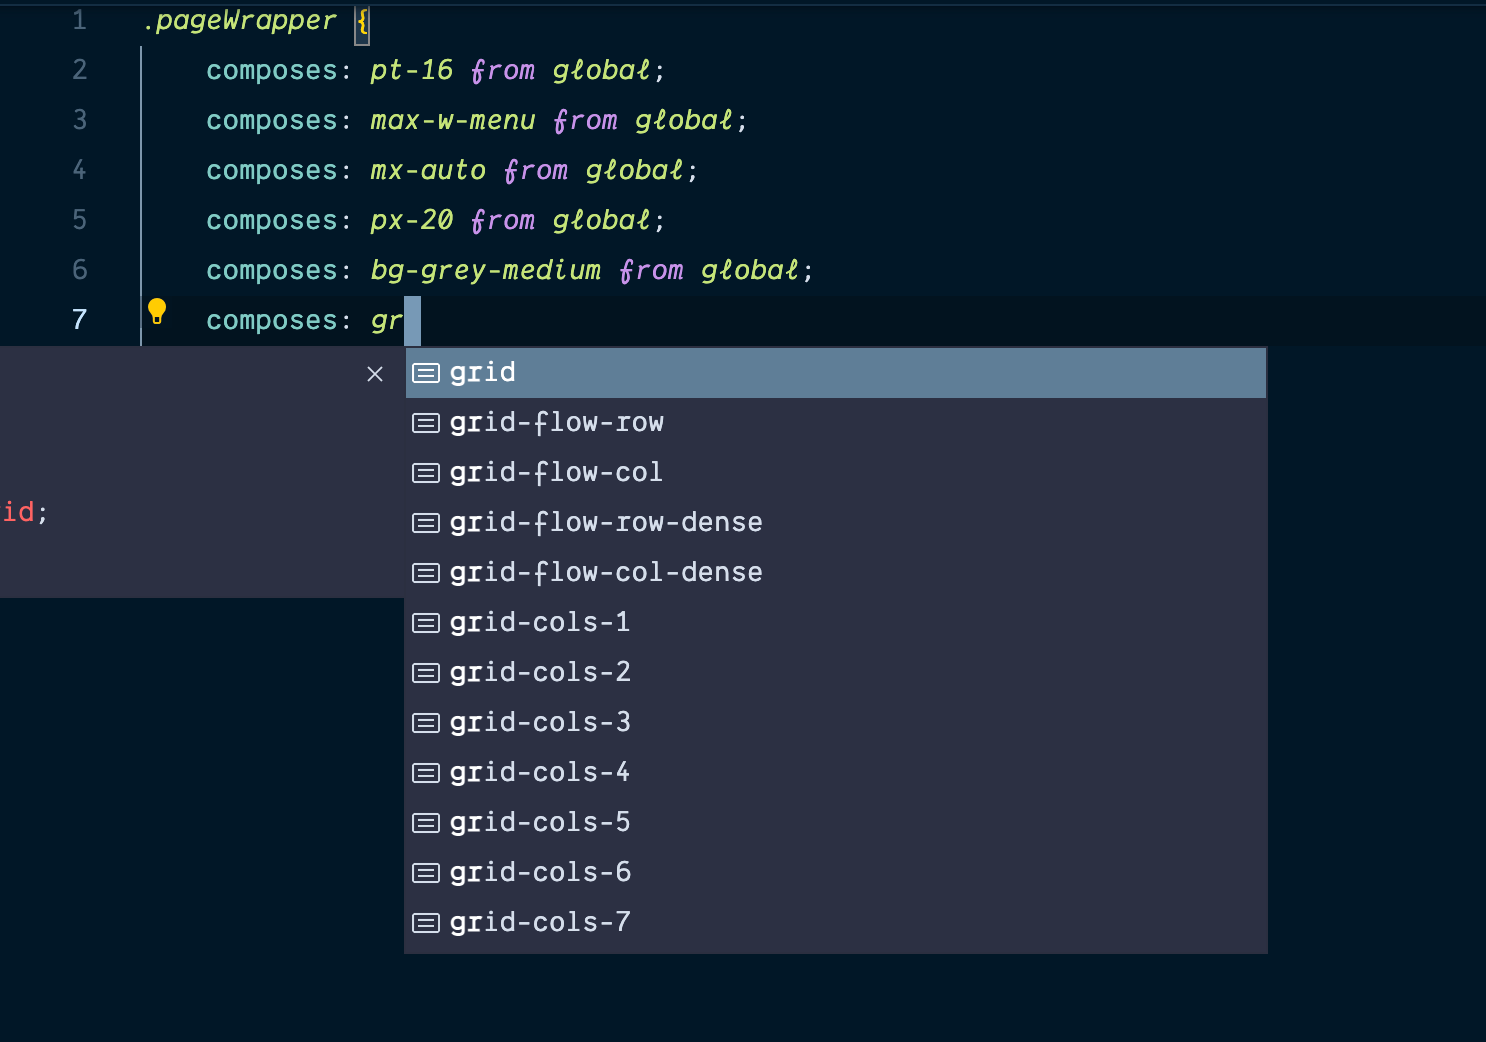 1 .pageWrapper {
2 composes: pt-16 from global;
3 composes: max-w-menu from global;
4 composes: mx-auto from global;
5 composes: px-20 from global;
6 composes: bg-grey-medium from global;
7 composes: gr
id;
grid
grid-flow-row
grid-flow-col
grid-flow-row-dense
grid-flow-col-dense
grid-cols-1
grid-cols-2
grid-cols-3
grid-cols-4
grid-cols-5
grid-cols-6
grid-cols-7